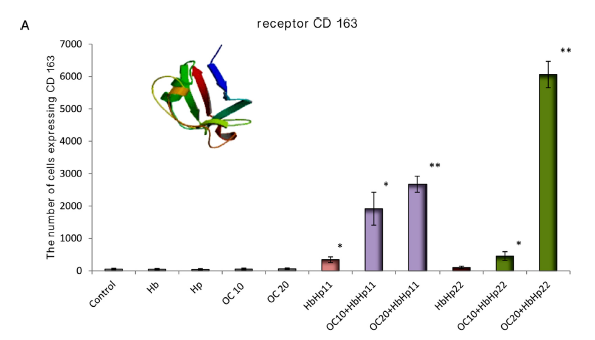 A
receptor CD 163
The number of cells expressing CD 163
7000
6000
5000
4000
3000
2000
1000
0
**
*
**
*
*
Control
Hb
Hp
OC 10
OC 20
HbHp11
OC10+HbHp11
OC20+HbHp11
HbHp22
OC10+HbHp22
OC20+HbHp22